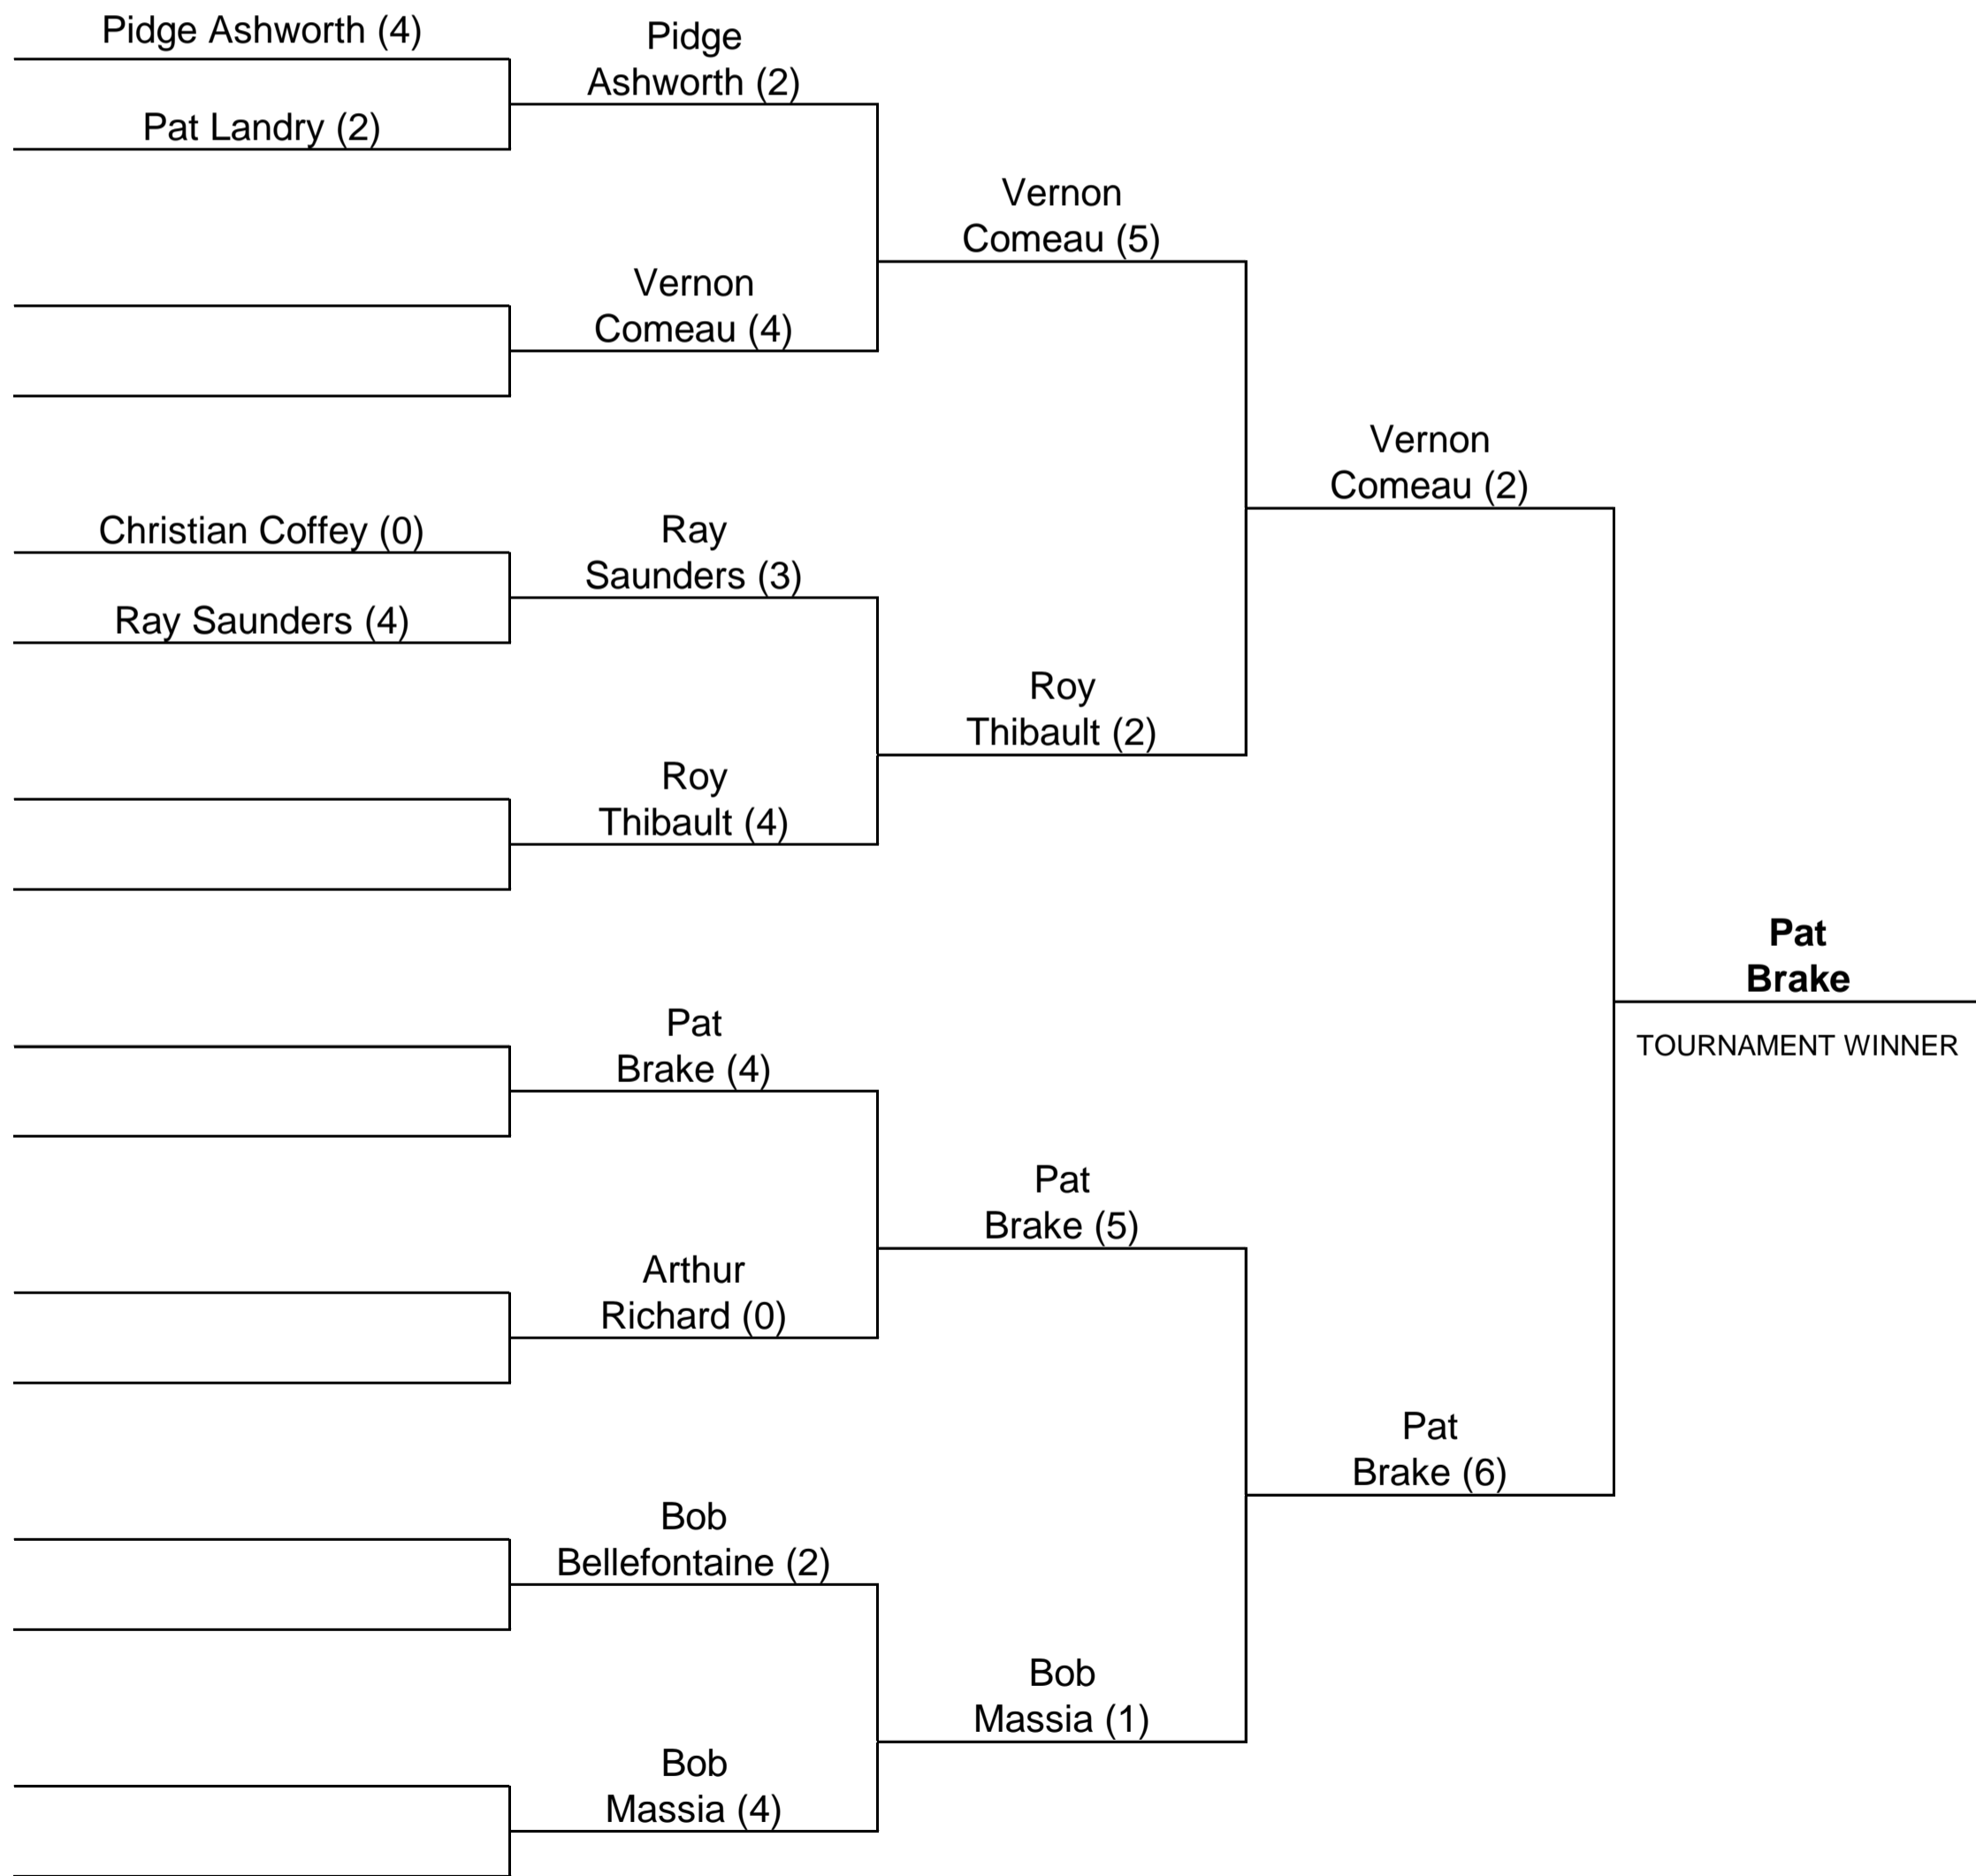 Pidge Ashworth (4)
Pat Landry (2)
Christian Coffey (0)
Ray Saunders (4)
Pidge
Ashworth (2)
Vernon
Comeau (4)
Ray
Saunders (3)
Roy
Thibault (4)
Pat
Brake (4)
Arthur
Richard (0)
Bob
Bellefontaine (2)
Bob
Massia (4)
Vernon
Comeau (5)
Roy
Thibault (2)
Pat
Brake (5)
Bob
Massia (1)
Vernon
Comeau (2)
Pat
Brake (6)
Pat
Brake
TOURNAMENT WINNER